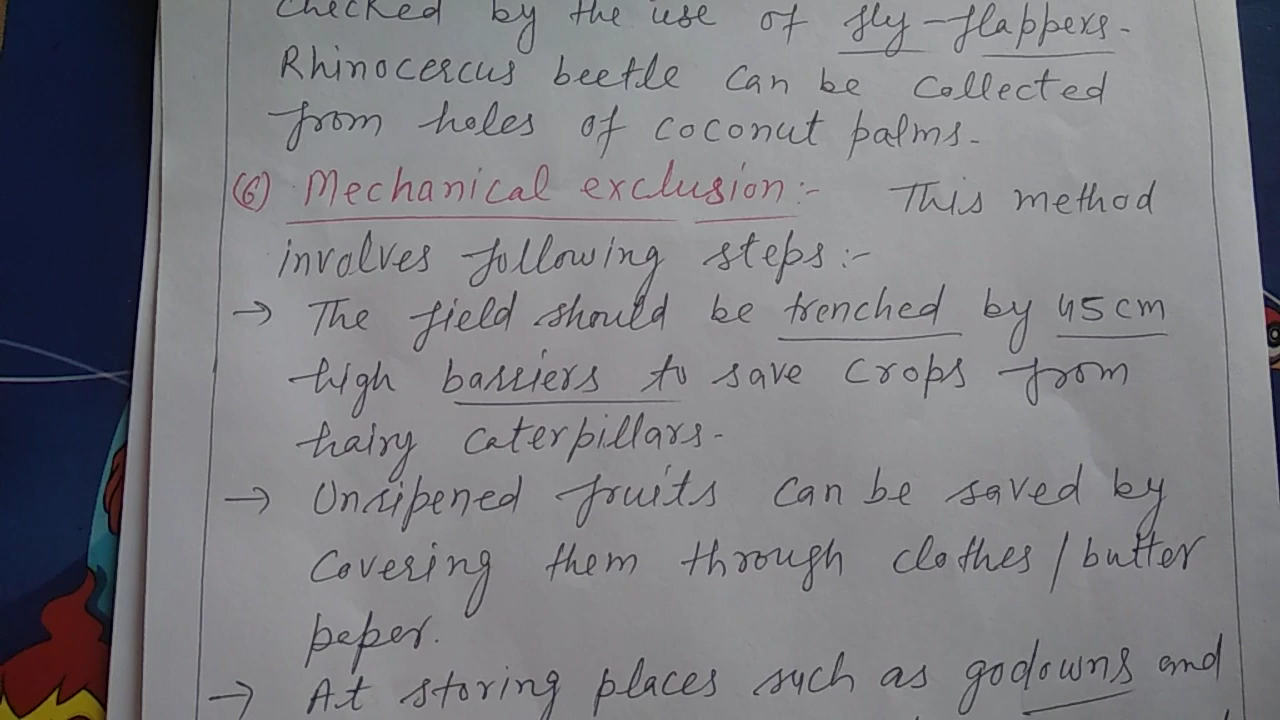 checked by the use of fly-flappers.
Rhinocercus beetle can be collected
from holes of coconut palms.
(6) Mechanical exclusion:- This method
involves following steps:-
→ The field should be trenched by 45 cm
high barriers to save crops from
hairy caterpillars.
→ Unripened fruits can be saved by
covering them through clothes/butter
peper.
→ At storing places such as godowns and